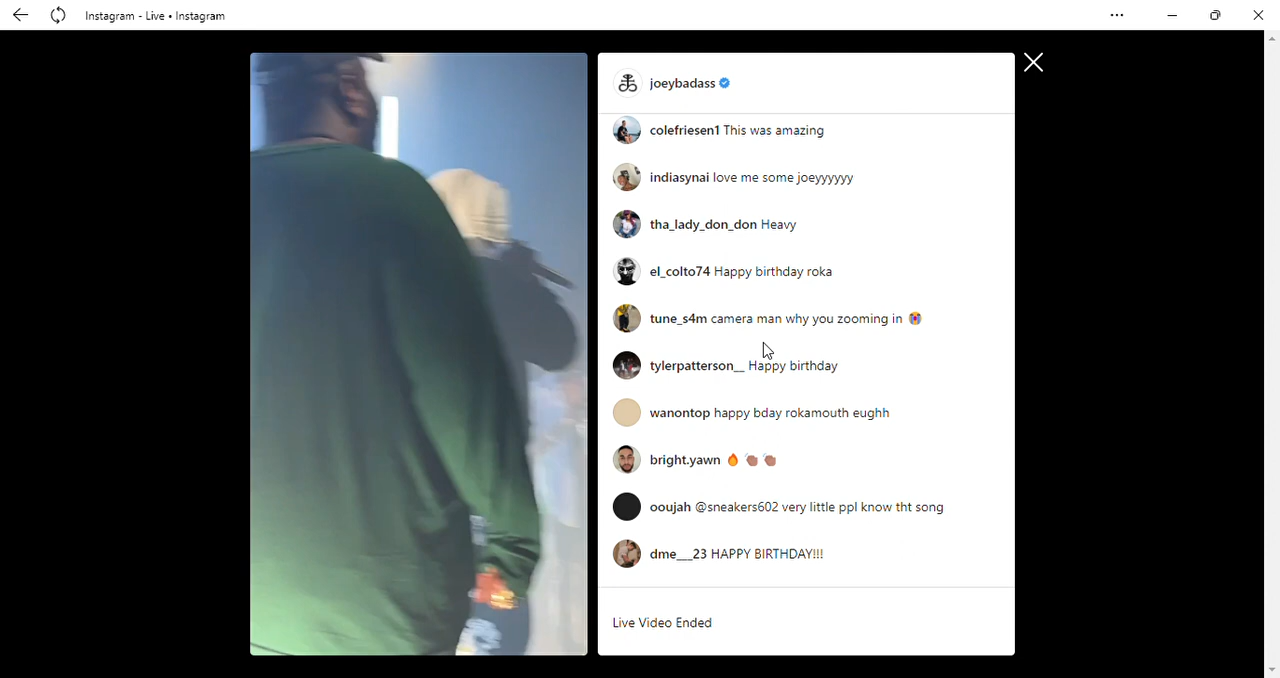 Instagram - Live • Instagram
joeybadass
colefriesen1 This was amazing
indiasynai love me some joeyyyyyy
tha_lady_don_don Heavy
el_colto74 Happy birthday roka
tune_s4m camera man why you zooming in 😭
tylerpatterson__ Happy birthday
wanontop happy bday rokamouth eughh
bright.yawn 🔥 👏🏽 👏🏽
ooujah @sneakers602 very little ppl know tht song
dme___23 HAPPY BIRTHDAY!!!
Live Video Ended